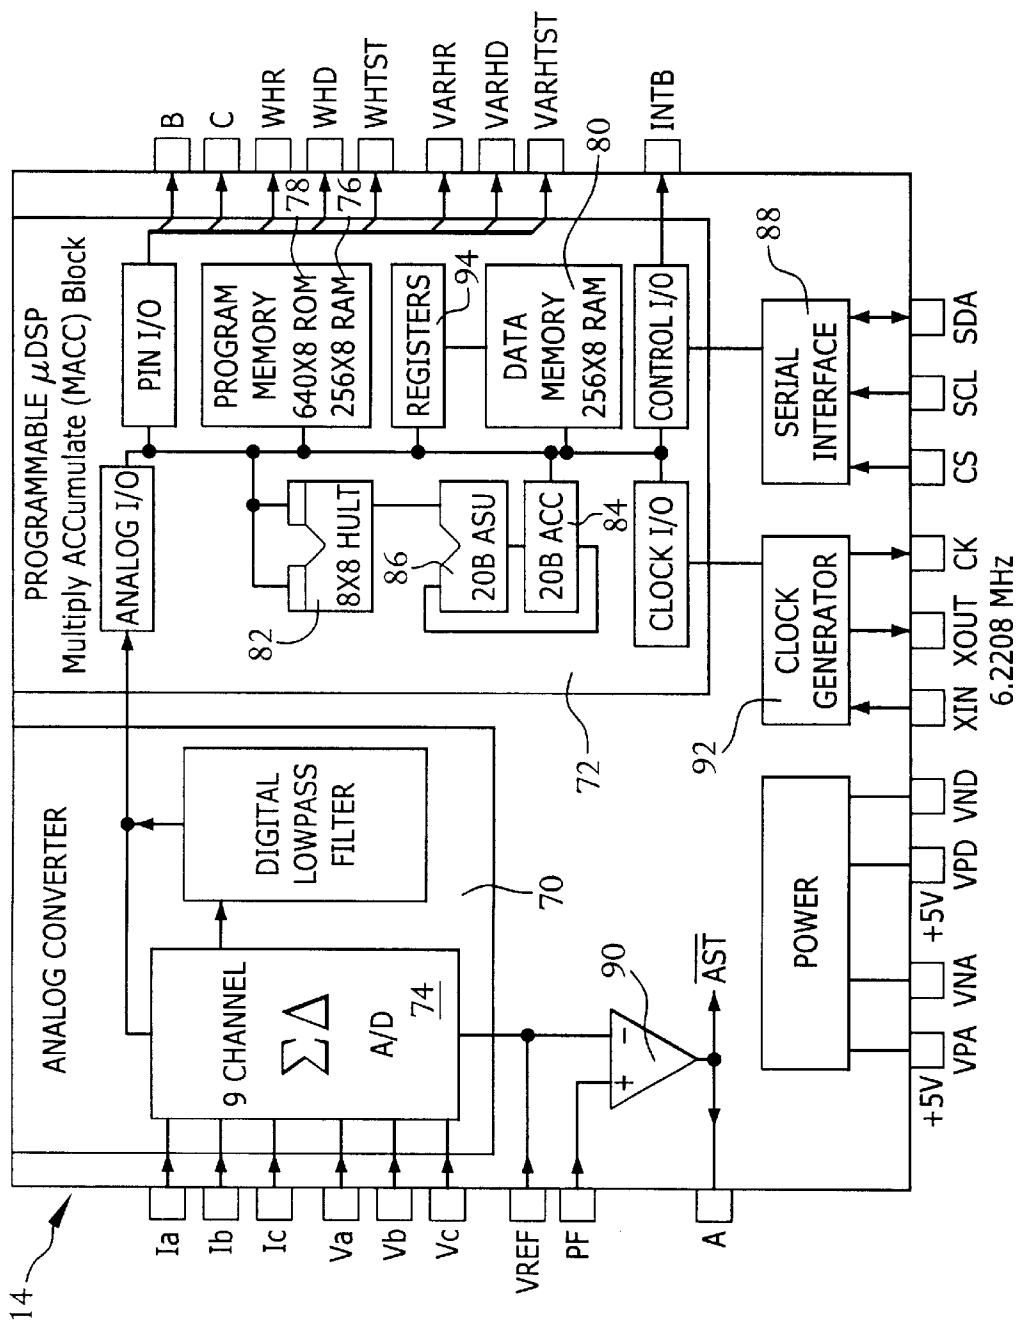 14
ANALOG CONVERTER
9 CHANNEL
ΣΔ
A/D
74
DIGITAL
LOWPASS
FILTER
70
Ia
Ib
Ic
Va
Vb
Vc
VREF
PF
A
90
+
−
AST
PROGRAMMABLE μDSP
Multiply ACCumulate (MACC) Block
ANALOG I/O
PIN I/O
PROGRAM
MEMORY
640X8 ROM
256X8 RAM
78
76
REGISTERS
94
DATA
MEMORY
256X8 RAM
80
CONTROL I/O
8X8 HULT
82
20B ASU
86
20B ACC
84
CLOCK I/O
72
B
C
WHR
WHD
WHTST
VARHR
VARHD
VARHTST
INTB
POWER
CLOCK
GENERATOR
92
SERIAL
INTERFACE
88
+5V
VPA
VNA
+5V
VPD
VND
XIN
XOUT
CK
6.2208 MHz
CS
SCL
SDA